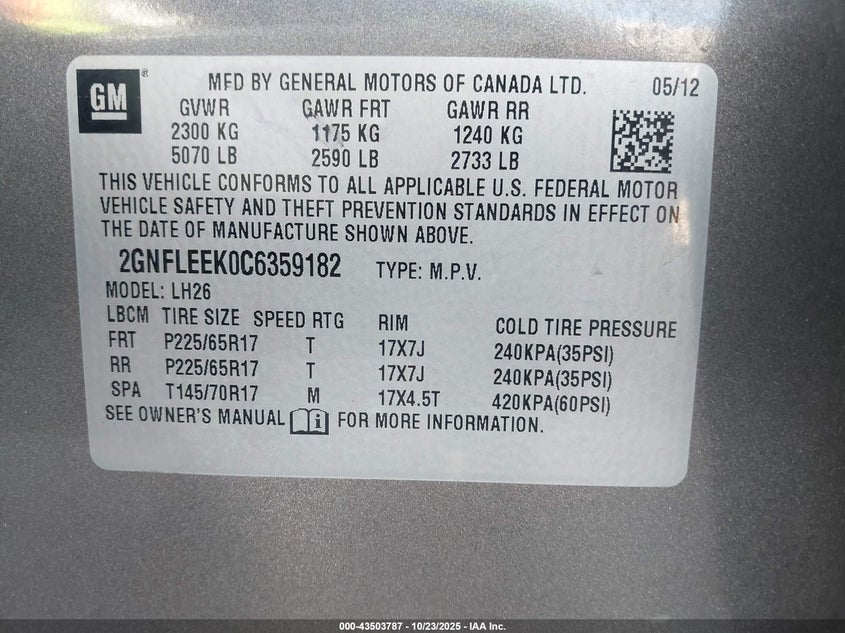 GM ®
MFD BY GENERAL MOTORS OF CANADA LTD. 05/12
GVWR GAWR FRT GAWR RR
2300 KG 1175 KG 1240 KG
5070 LB 2590 LB 2733 LB
THIS VEHICLE CONFORMS TO ALL APPLICABLE U.S. FEDERAL MOTOR
VEHICLE SAFETY AND THEFT PREVENTION STANDARDS IN EFFECT ON
THE DATE OF MANUFACTURE SHOWN ABOVE.
2GNFLEEK0C6359182 TYPE: M.P.V.
MODEL: LH26
LBCM TIRE SIZE SPEED RTG RIM COLD TIRE PRESSURE
FRT P225/65R17 T 17X7J 240KPA(35PSI)
RR P225/65R17 T 17X7J 240KPA(35PSI)
SPA T145/70R17 M 17X4.5T 420KPA(60PSI)
SEE OWNER'S MANUAL i FOR MORE INFORMATION.
000-43503787 - 10/23/2025 - IAA Inc.